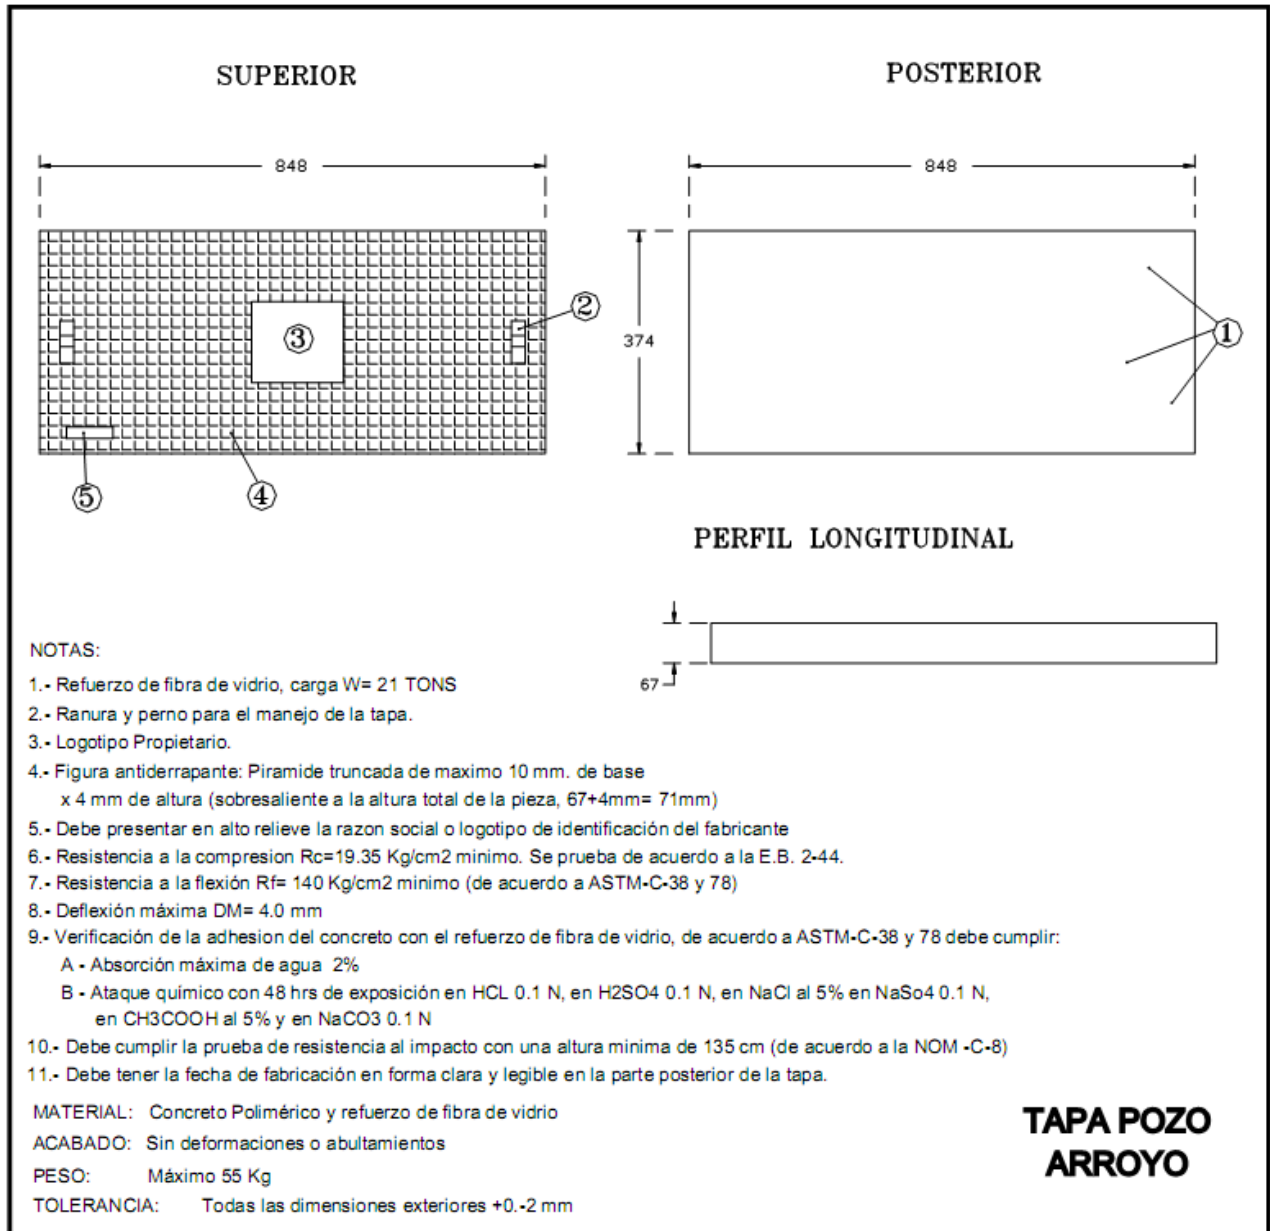 SUPERIOR
POSTERIOR
848
848
374
2
3
1
5
4
PERFIL LONGITUDINAL
67
NOTAS:
1.- Refuerzo de fibra de vidrio, carga W= 21 TONS
2.- Ranura y perno para el manejo de la tapa.
3.- Logotipo Propietario.
4.- Figura antiderrapante: Piramide truncada de maximo 10 mm. de base
x 4 mm de altura (sobresaliente a la altura total de la pieza, 67+4mm= 71mm)
5.- Debe presentar en alto relieve la razon social o logotipo de identificación del fabricante
6.- Resistencia a la compresion Rc=19.35 Kg/cm2 minimo. Se prueba de acuerdo a la E.B. 2-44.
7.- Resistencia a la flexión Rf= 140 Kg/cm2 minimo (de acuerdo a ASTM-C-38 y 78)
8.- Deflexión máxima DM= 4.0 mm
9.- Verificación de la adhesion del concreto con el refuerzo de fibra de vidrio, de acuerdo a ASTM-C-38 y 78 debe cumplir:
A - Absorción máxima de agua 2%
B - Ataque químico con 48 hrs de exposición en HCL 0.1 N, en H2SO4 0.1 N, en NaCl al 5% en NaSo4 0.1 N,
en CH3COOH al 5% y en NaCO3 0.1 N
10.- Debe cumplir la prueba de resistencia al impacto con una altura minima de 135 cm (de acuerdo a la NOM -C-8)
11.- Debe tener la fecha de fabricación en forma clara y legible en la parte posterior de la tapa.
MATERIAL: Concreto Polimérico y refuerzo de fibra de vidrio
ACABADO: Sin deformaciones o abultamientos
PESO: Máximo 55 Kg
TOLERANCIA: Todas las dimensiones exteriores +0.-2 mm
TAPA POZO
ARROYO